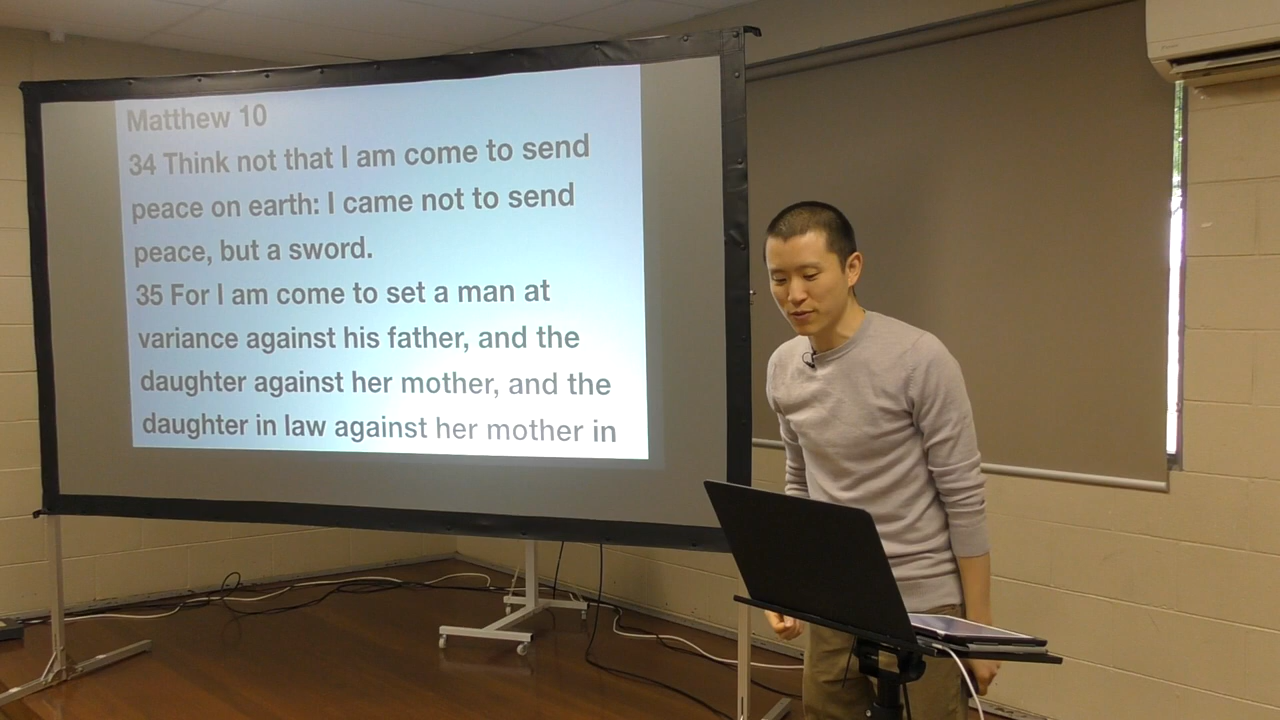 Matthew 10
34 Think not that I am come to send
peace on earth: I came not to send
peace, but a sword.
35 For I am come to set a man at
variance against his father, and the
daughter against her mother, and the
daughter in law against her mother in